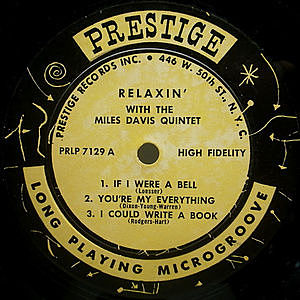 PRESTIGE
PRESTIGE RECORDS INC. • 446 W. 50th ST., N.Y.C.
RELAXIN'
WITH THE
MILES DAVIS QUINTET
PRLP 7129 A HIGH FIDELITY
1. IF I WERE A BELL
(Loesser)
2. YOU'RE MY EVERYTHING
(Dixon-Young-Warren)
3. I COULD WRITE A BOOK
(Rodgers-Hart)
LONG PLAYING MICROGROOVE